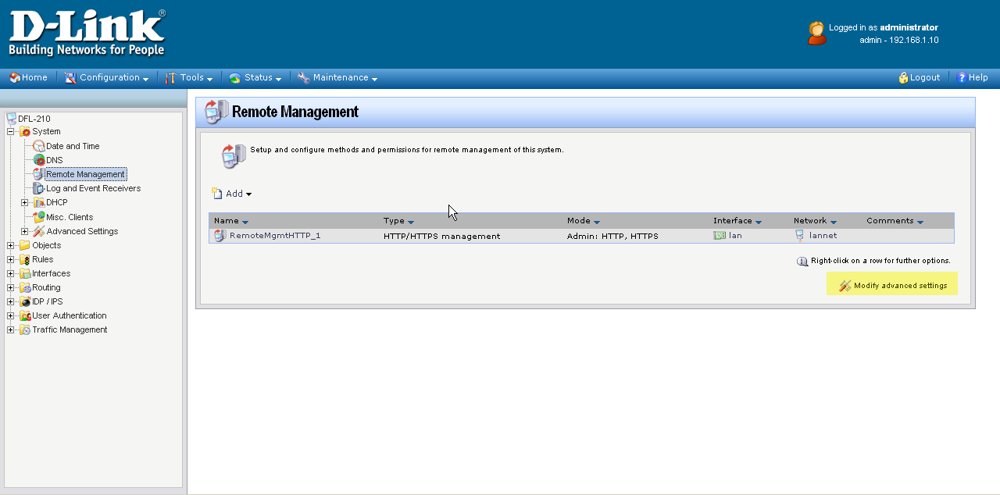 D-Link®
Building Networks for People
Logged in as administrator
admin - 192.168.1.10
Home Configuration Tools Status Maintenance Logout Help
DFL-210
System
Date and Time
DNS
Remote Management
Log and Event Receivers
DHCP
Misc. Clients
Advanced Settings
Objects
Rules
Interfaces
Routing
IDP / IPS
User Authentication
Traffic Management
Remote Management
Setup and configure methods and permissions for remote management of this system.
Add
Name Type Mode Interface Network Comments
RemoteMgmtHTTP_1 HTTP/HTTPS management Admin: HTTP, HTTPS lan lannet
Right-click on a row for further options.
Modify advanced settings